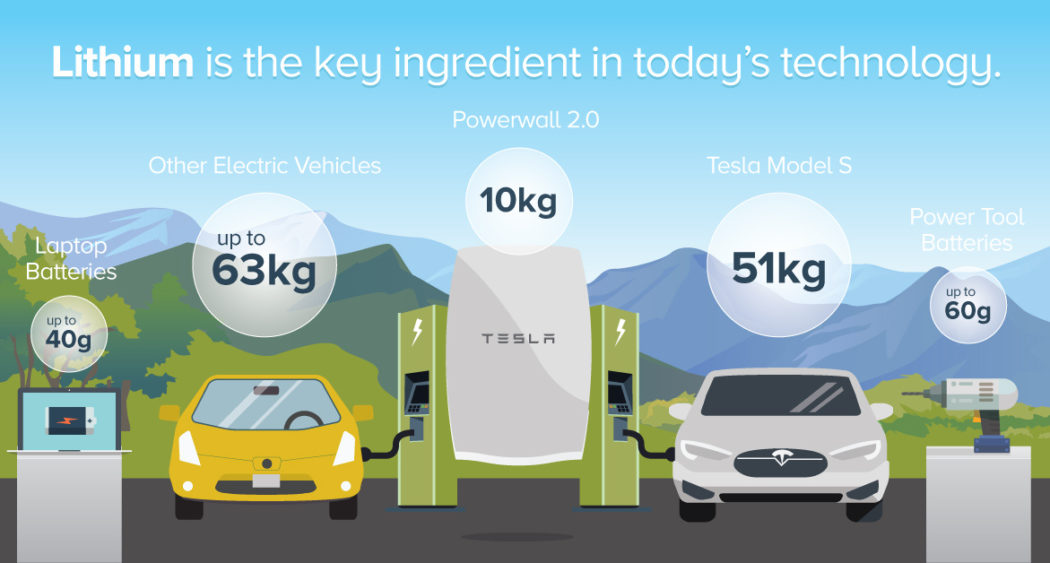 Lithium is the key ingredient in today's technology.
Powerwall 2.0
10kg
Other Electric Vehicles
up to
63kg
Tesla Model S
51kg
Laptop
Batteries
up to
40g
Power Tool
Batteries
up to
60g
TESLA